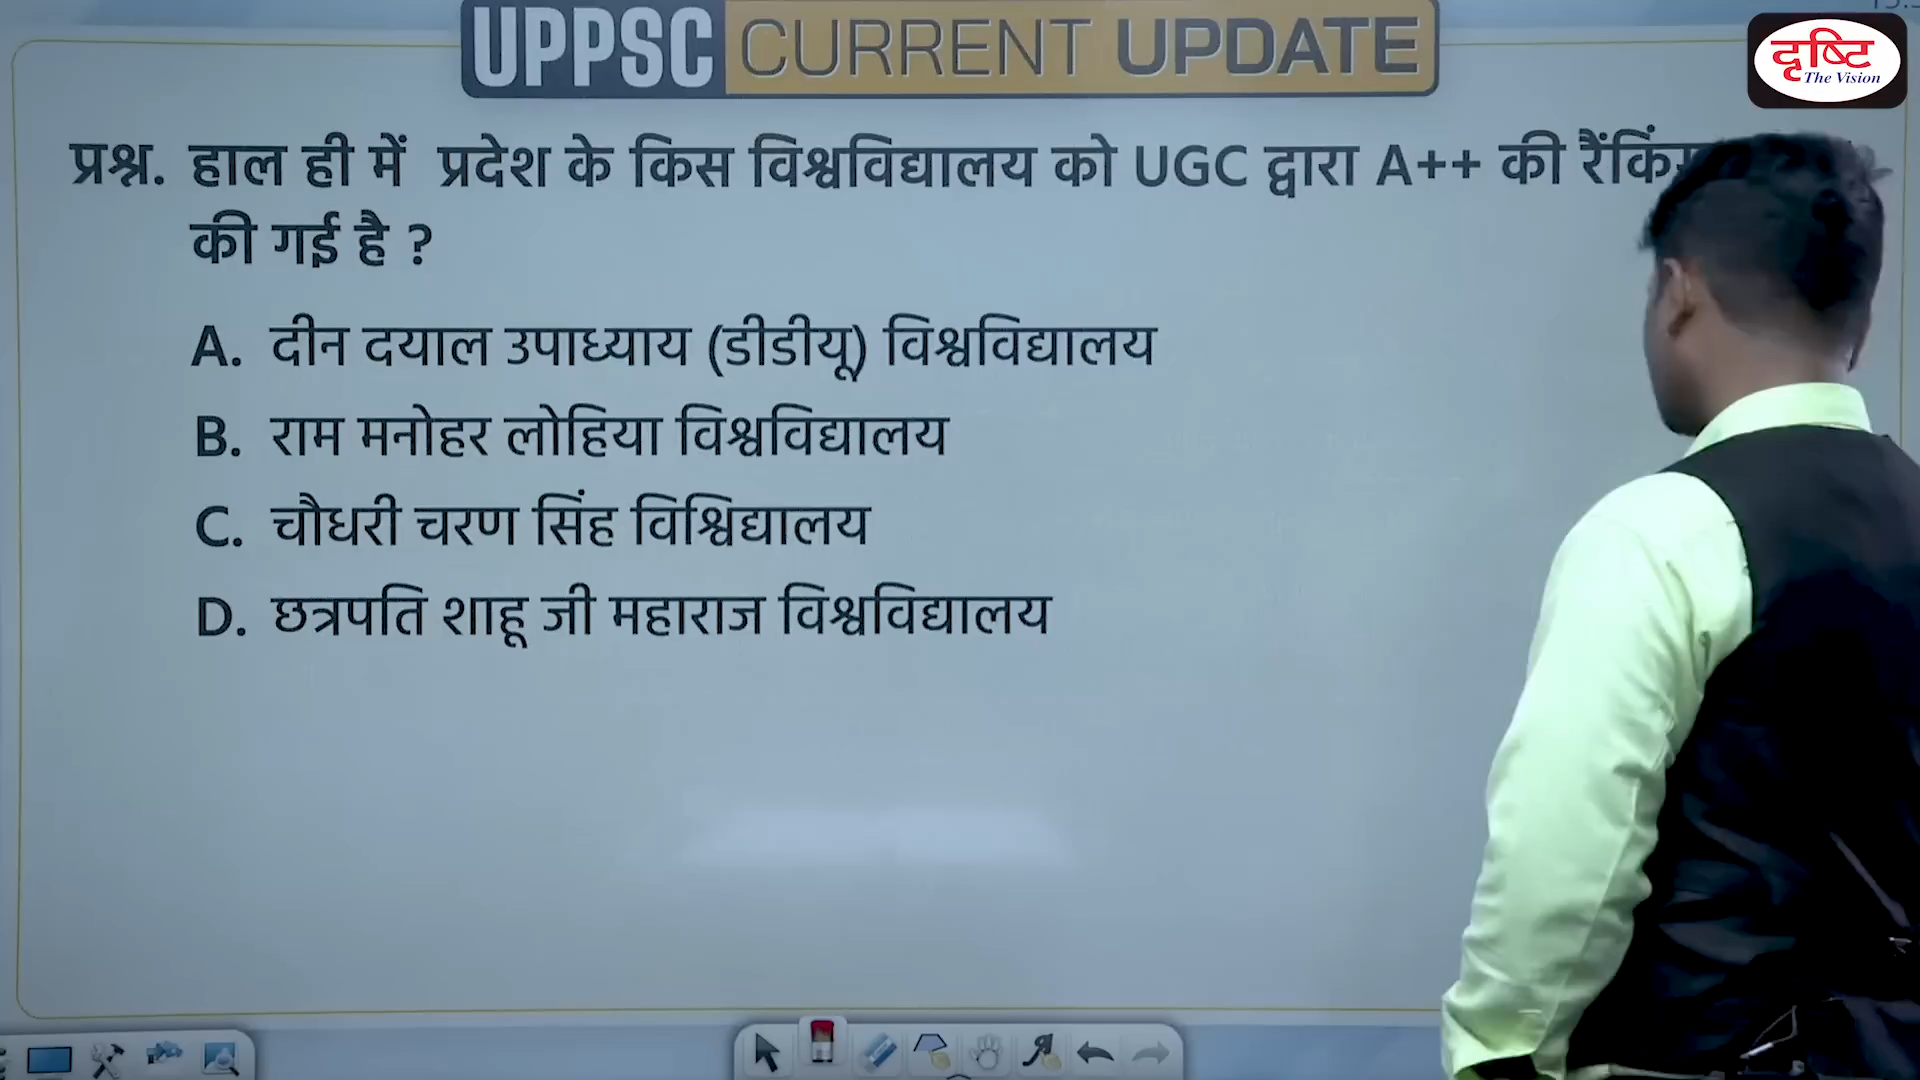 UPPSC CURRENT UPDATE
दृष्टि
The Vision
प्रश्न. हाल ही में प्रदेश के किस विश्वविद्यालय को UGC द्वारा A++ की
की गई है ?
A. दीन दयाल उपाध्याय (डीडीयू) विश्वविद्यालय
B. राम मनोहर लोहिया विश्वविद्यालय
C. चौधरी चरण सिंह विश्विद्यालय
D. छत्रपति शाहू जी महाराज विश्वविद्यालय